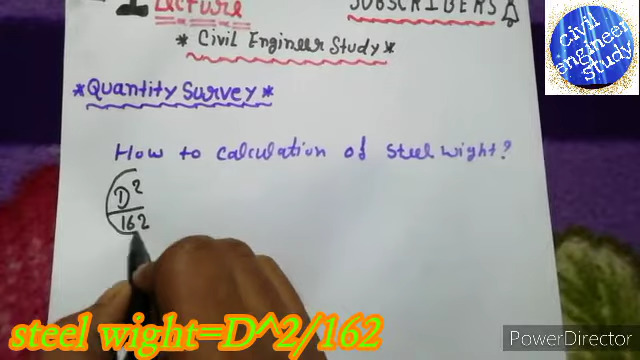 Lecture
SUBSCRIBERS
* Civil Engineer Study *
civil
engineer
study
* Quantity Survey *
How to calculation of steel wight?
D²
162
steel wight=D^2/162
PowerDirector